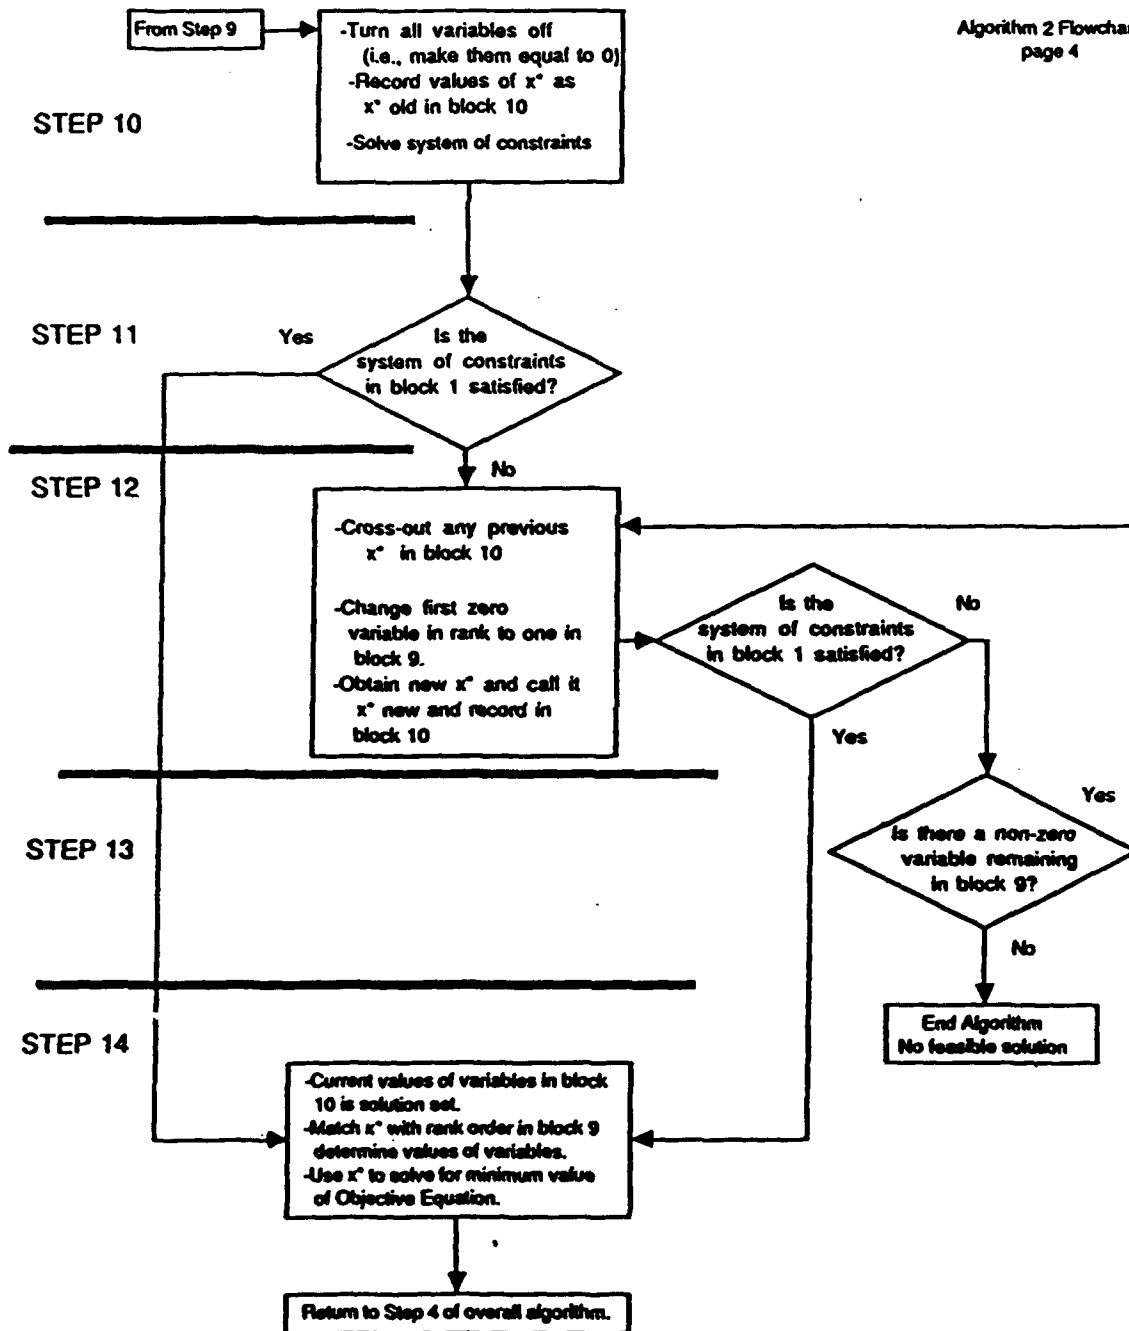 From Step 9
-Turn all variables off
(i.e., make them equal to 0)
-Record values of x* as
x* old in block 10
-Solve system of constraints
Algorithm 2 Flowchar
page 4
STEP 10
STEP 11
Yes
Is the
system of constraints
in block 1 satisfied?
No
STEP 12
-Cross-out any previous
x* in block 10
-Change first zero
variable in rank to one in
block 9.
-Obtain new x* and call it
x* new and record in
block 10
Is the
system of constraints
in block 1 satisfied?
No
Yes
STEP 13
Is there a non-zero
variable remaining
in block 9?
Yes
No
End Algorithm
No feasible solution
STEP 14
-Current values of variables in block
10 is solution set.
-Match x* with rank order in block 9
determine values of variables.
-Use x* to solve for minimum value
of Objective Equation.
Return to Step 4 of overall algorithm.